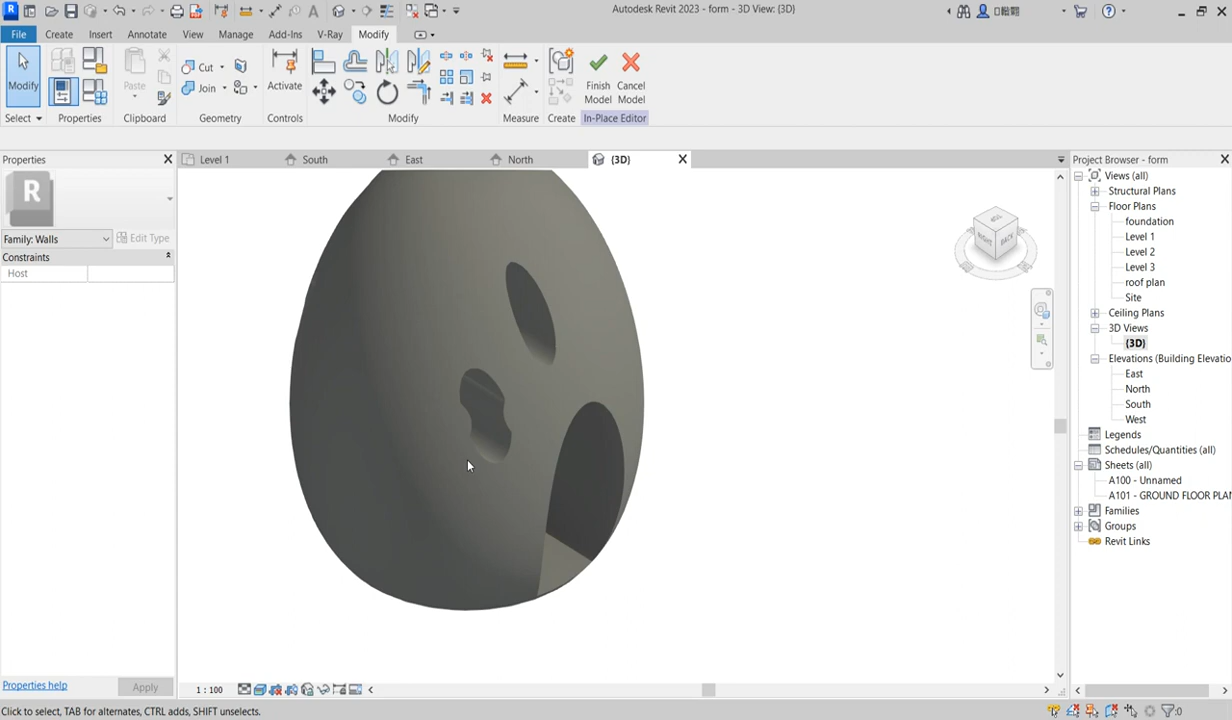 Autodesk Revit 2023 - form - 3D View: {3D}
File Create Insert Annotate View Manage Add-Ins V-Ray Modify
Modify
Paste
Cut
Join
Activate
Finish Model
Cancel Model
Select Properties Clipboard Geometry Controls Modify Measure Create In-Place Editor
Properties
Level 1 South East North {3D}
Project Browser - form
R
Family: Walls
Edit Type
Constraints
Host
Views (all)
Structural Plans
Floor Plans
foundation
Level 1
Level 2
Level 3
roof plan
Site
Ceiling Plans
3D Views
{3D}
Elevations (Building Elevatio
East
North
South
West
Legends
Schedules/Quantities (all)
Sheets (all)
A100 - Unnamed
A101 - GROUND FLOOR PLAN
Families
Groups
Revit Links
TOP
RIGHT
BACK
Properties help
Apply
1 : 100
Click to select, TAB for alternates, CTRL adds, SHIFT unselects.
:0